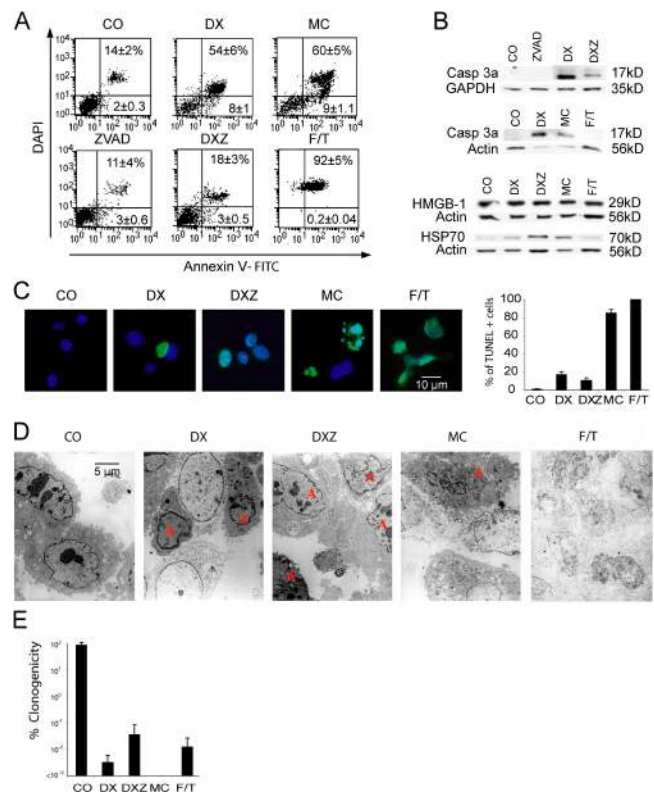 A
CO DX MC
14±2% 54±6% 60±5%
2±0.3 8±1 9±1.1
ZVAD DXZ F/T
11±4% 18±3% 92±5%
3±0.6 3±0.5 0.2±0.04
DAPI
Annexin V- FITC
B
CO ZVAD DX DXZ
Casp 3a 17kD
GAPDH 35kD
CO DX MC F/T
Casp 3a 17kD
Actin 56kD
CO DX DXZ MC F/T
HMGB-1 29kD
Actin 56kD
HSP70 70kD
Actin 56kD
C
CO DX DXZ MC F/T
10 µm
% of TUNEL + cells
100
80
60
40
20
0
CO DX DXZ MC F/T
D
CO DX DXZ MC F/T
5 µm
A A A A A A A
E
% Clonogenicity
CO DX DXZ MC F/T